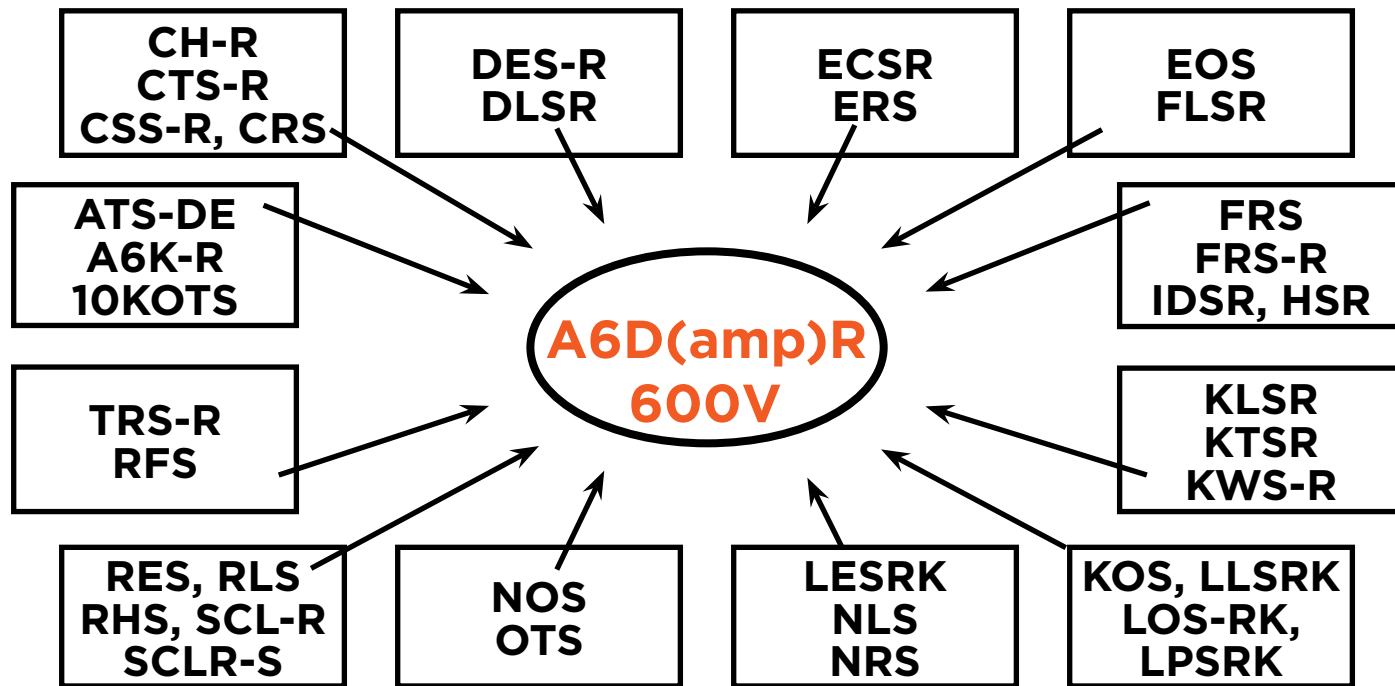 CH-R
CTS-R
CSS-R, CRS
DES-R
DLSR
ECSR
ERS
EOS
FLSR
ATS-DE
A6K-R
10KOTS
FRS
FRS-R
IDSR, HSR
A6D(amp)R
600V
TRS-R
RFS
KLSR
KTSR
KWS-R
RES, RLS
RHS, SCL-R
SCLR-S
NOS
OTS
LESRK
NLS
NRS
KOS, LLSRK
LOS-RK,
LPSRK